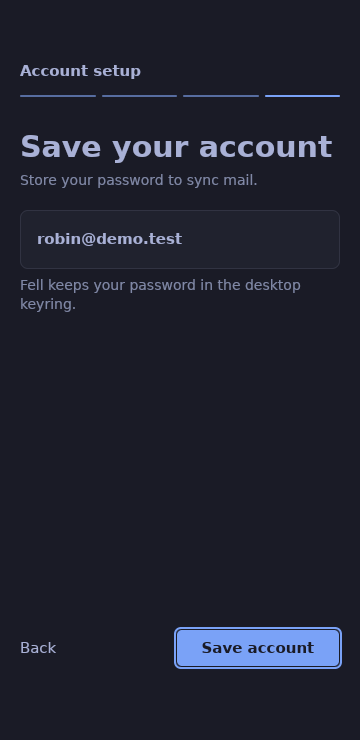 Account setup
Save your account
Store your password to sync mail.
robin@demo.test
Fell keeps your password in the desktop
keyring.
Back
Save account